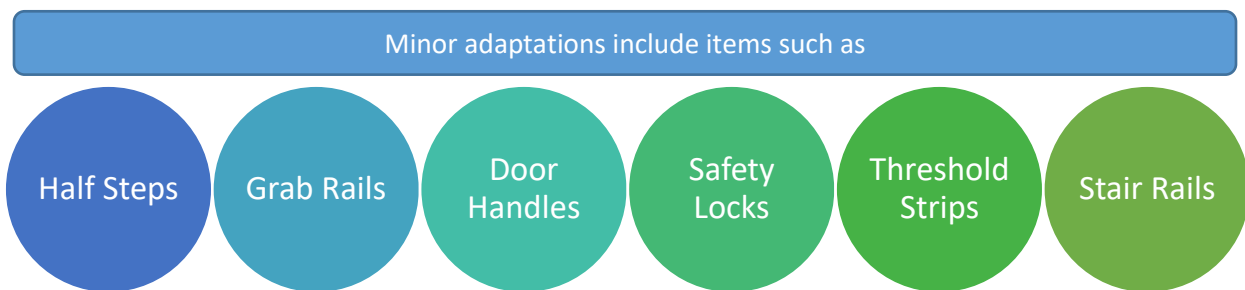 Minor adaptations include items such as
Half Steps
Grab Rails
Door
Handles
Safety
Locks
Threshold
Strips
Stair Rails